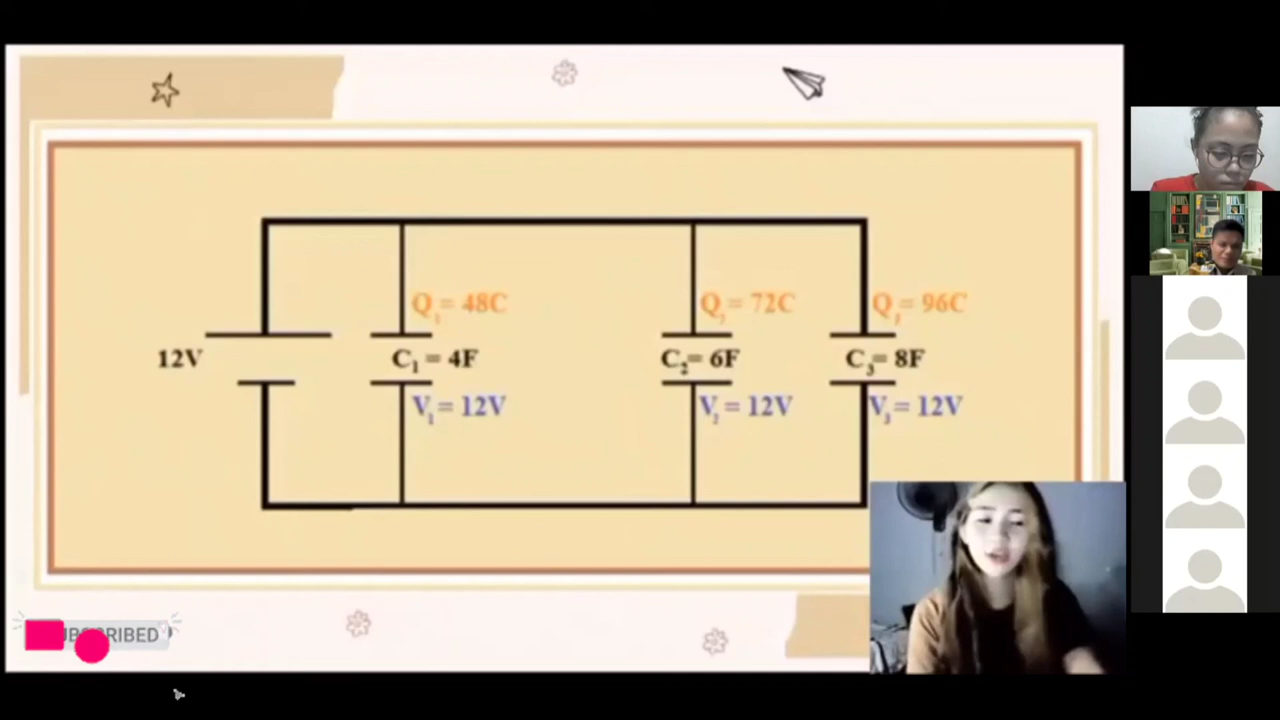 Q₁ = 48C
Q₂ = 72C
Q₃ = 96C
12V
C₁ = 4F
C₂= 6F
C₃= 8F
V₁ = 12V
V₂ = 12V
V₃ = 12V